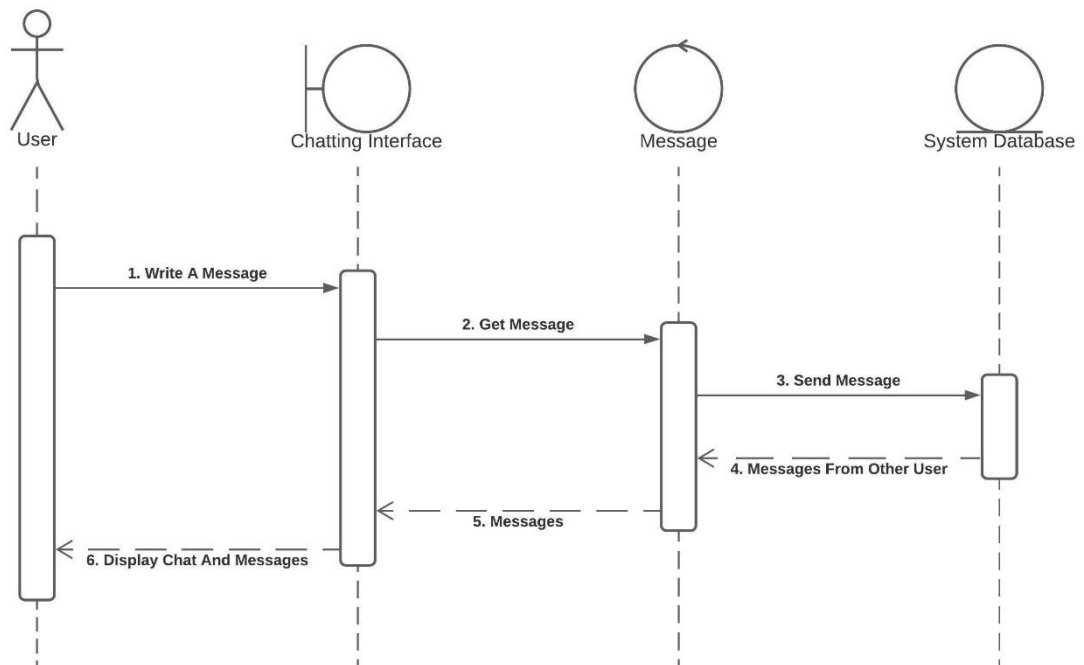 User
Chatting Interface
Message
System Database
1. Write A Message
2. Get Message
3. Send Message
4. Messages From Other User
5. Messages
6. Display Chat And Messages